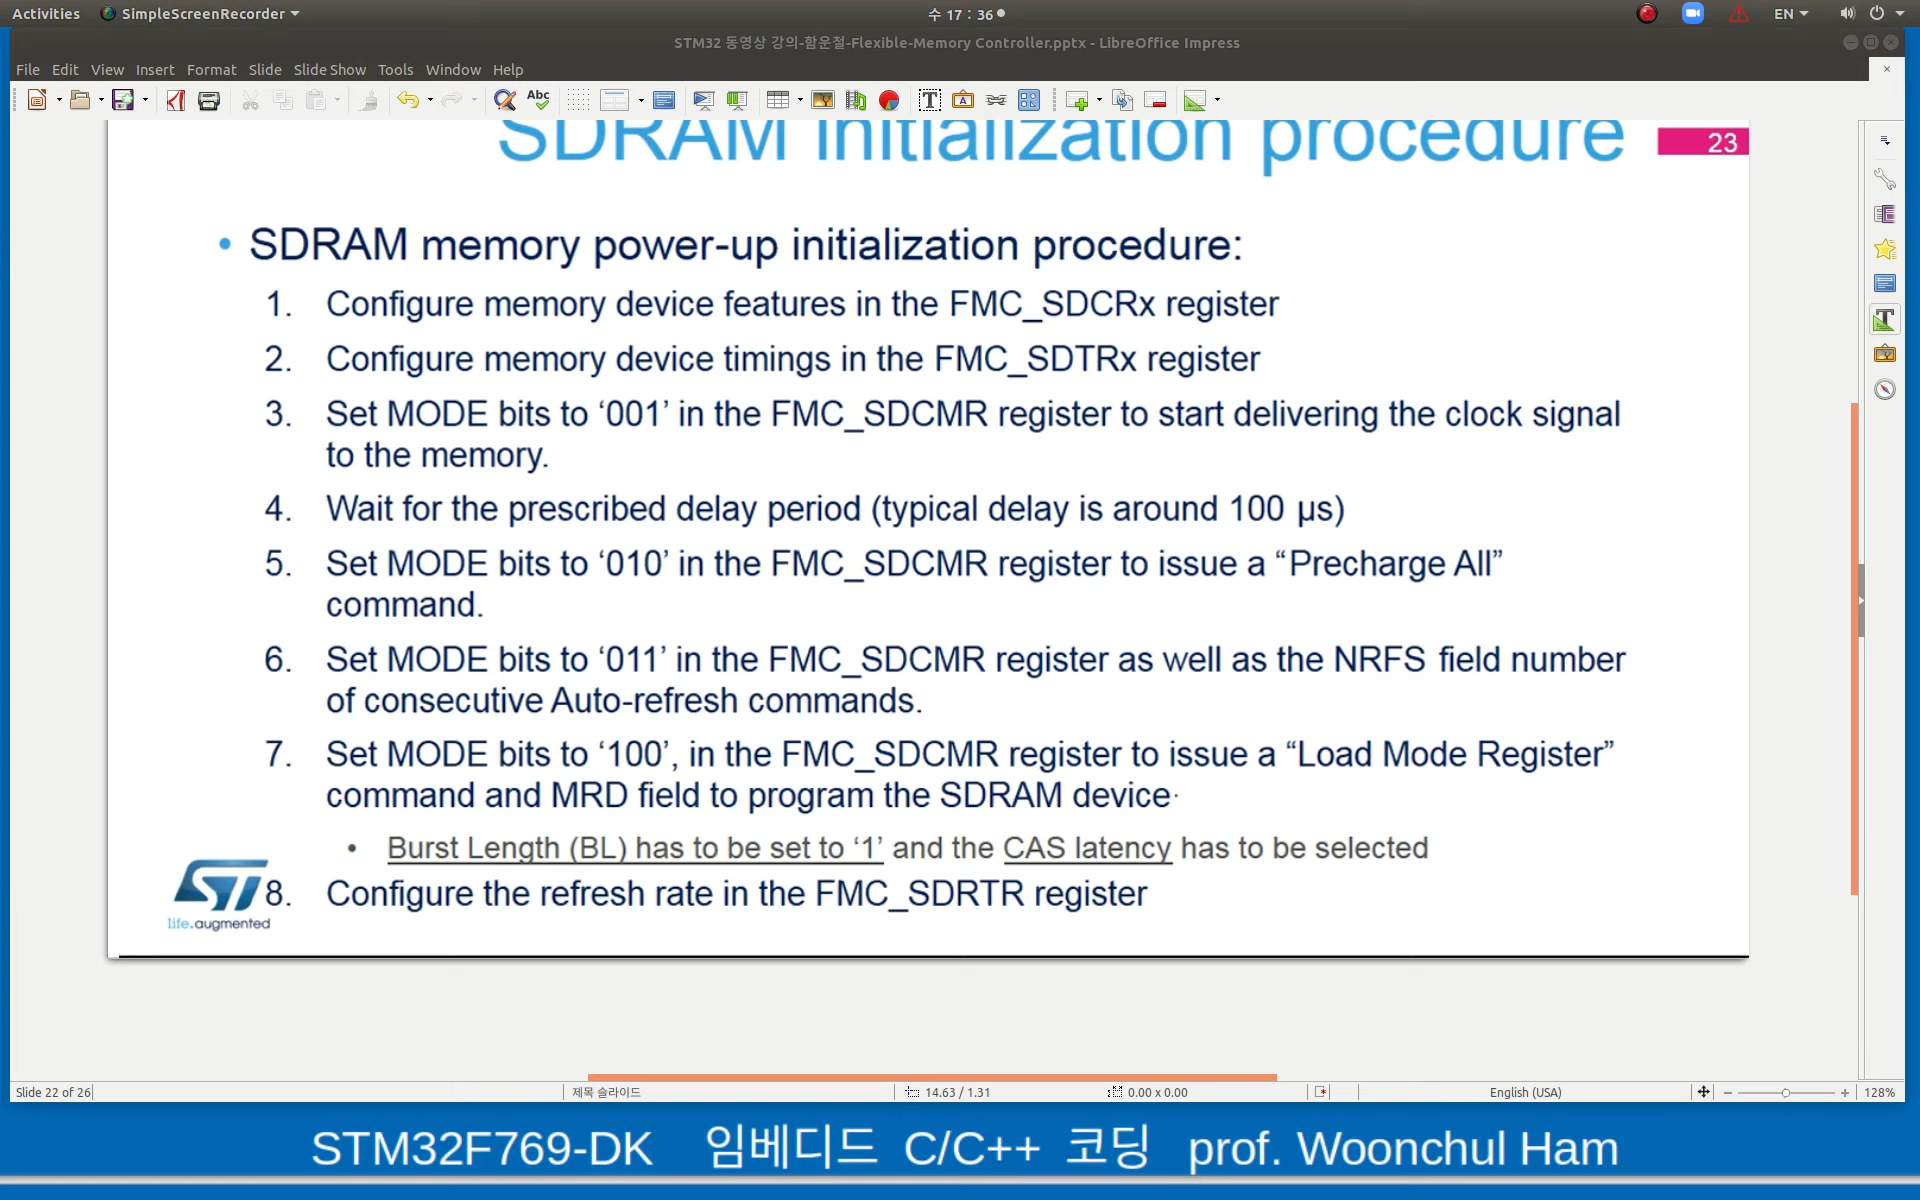 Activities SimpleScreenRecorder 수 17 : 36 EN
STM32 동영상 강의-함운철-Flexible-Memory Controller.pptx - LibreOffice Impress
File Edit View Insert Format Slide Slide Show Tools Window Help
Abc
SDRAM initialization procedure 23
• SDRAM memory power-up initialization procedure:
1. Configure memory device features in the FMC_SDCRx register
2. Configure memory device timings in the FMC_SDTRx register
3. Set MODE bits to ‘001’ in the FMC_SDCMR register to start delivering the clock signal
to the memory.
4. Wait for the prescribed delay period (typical delay is around 100 μs)
5. Set MODE bits to ‘010’ in the FMC_SDCMR register to issue a “Precharge All”
command.
6. Set MODE bits to ‘011’ in the FMC_SDCMR register as well as the NRFS field number
of consecutive Auto-refresh commands.
7. Set MODE bits to ‘100’, in the FMC_SDCMR register to issue a “Load Mode Register”
command and MRD field to program the SDRAM device.
• Burst Length (BL) has to be set to ‘1’ and the CAS latency has to be selected
8. Configure the refresh rate in the FMC_SDRTR register
ST
life.augmented
Slide 22 of 26 제목 슬라이드 14.63 / 1.31 0.00 x 0.00 English (USA) 128%
STM32F769-DK 임베디드 C/C++ 코딩 prof. Woonchul Ham